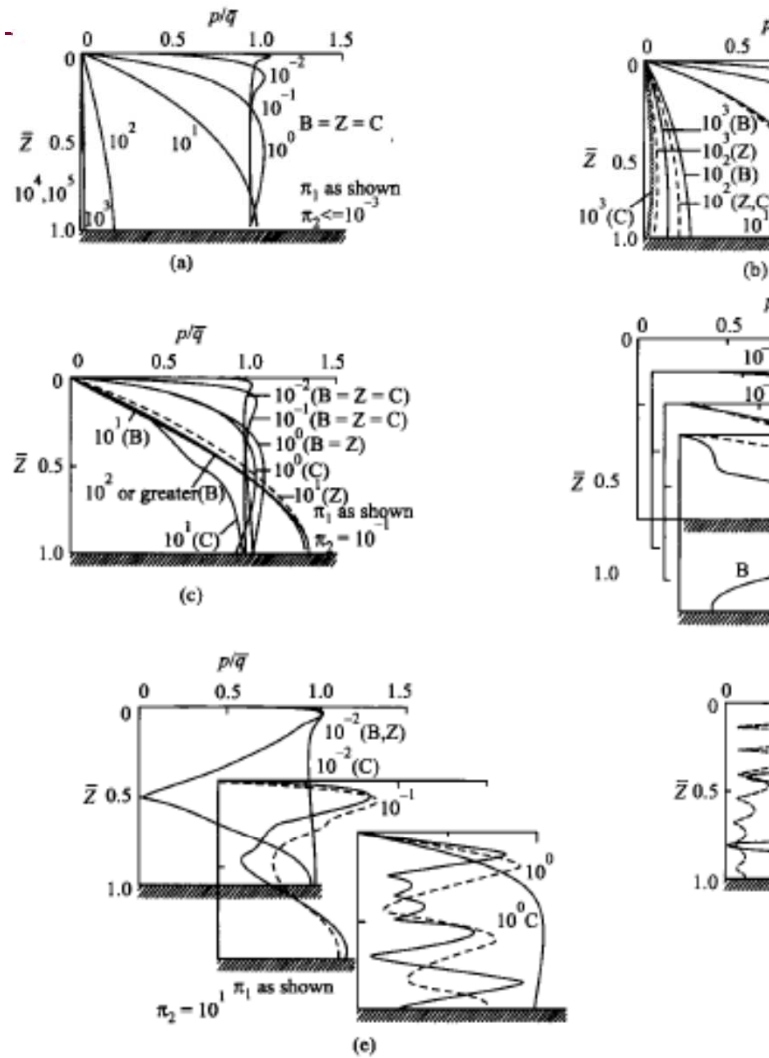 p/q̅
0 0.5 1.0 1.5
0
10⁻²
10⁻¹
B = Z = C
Z̅ 0.5
10² 10¹ 10⁰
10⁴,10⁵
π₁ as shown
π₂<=10⁻³
10³
1.0
(a)
0 0.5
0
10³(B)
10³(Z)
Z̅ 0.5
10²(B)
10²(Z,C
10³(C)
10¹
1.0
(b)
p/q̅
0 0.5 1.0 1.5
0
10⁻²(B = Z = C)
10⁻¹(B = Z = C)
10¹(B)
10⁰(B = Z)
Z̅ 0.5
10⁰(C)
10² or greater(B)
10¹(Z)
π₁ as shown
10¹(C)
π₂ = 10⁻¹
1.0
(c)
0 0.5
0
10⁻
10⁻
Z̅ 0.5
1.0
B
p/q̅
0 0.5 1.0 1.5
0
10⁻²(B,Z)
10⁻²(C)
Z̅ 0.5
10⁻¹
10⁰
1.0
10⁰C
π₁ as shown
π₂ = 10¹
(e)
0
Z̅ 0.5
1.0